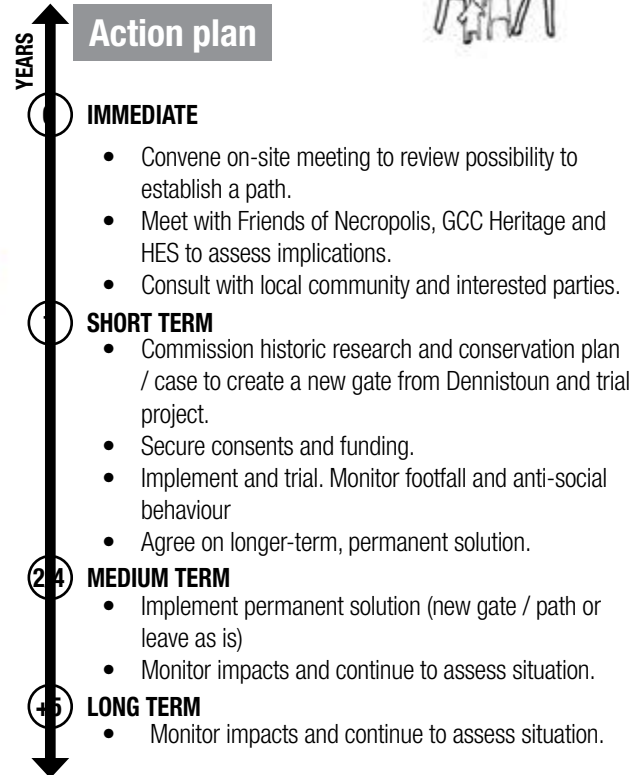 YEARS
Action plan
IMMEDIATE
• Convene on-site meeting to review possibility to
establish a path.
• Meet with Friends of Necropolis, GCC Heritage and
HES to assess implications.
• Consult with local community and interested parties.
SHORT TERM
• Commission historic research and conservation plan
/ case to create a new gate from Dennistoun and trial
project.
• Secure consents and funding.
• Implement and trial. Monitor footfall and anti-social
behaviour
• Agree on longer-term, permanent solution.
2 4
MEDIUM TERM
• Implement permanent solution (new gate / path or
leave as is)
• Monitor impacts and continue to assess situation.
+5
LONG TERM
• Monitor impacts and continue to assess situation.